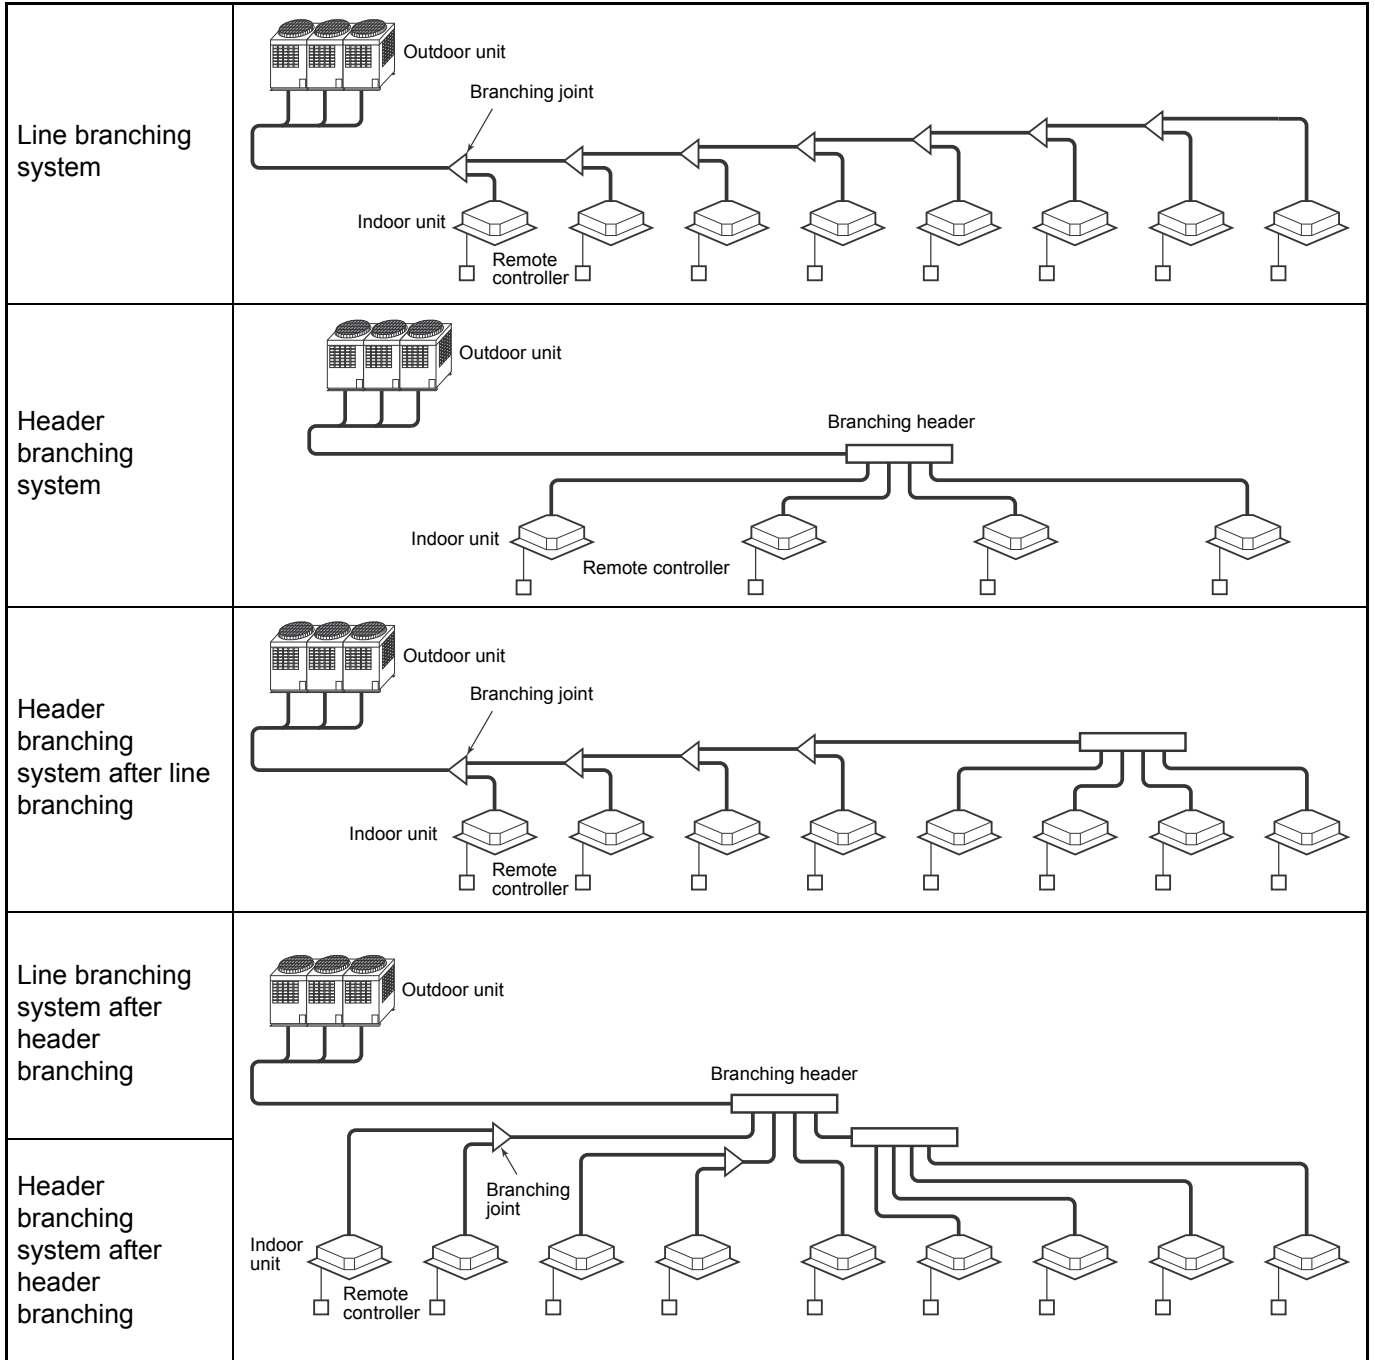 Line branching
system
Outdoor unit
Branching joint
Indoor unit
Remote
controller
Header
branching
system
Outdoor unit
Branching header
Indoor unit
Remote controller
Header
branching
system after line
branching
Outdoor unit
Branching joint
Indoor unit
Remote
controller
Line branching
system after
header
branching
Header
branching
system after
header
branching
Outdoor unit
Branching header
Branching
joint
Indoor
unit
Remote
controller